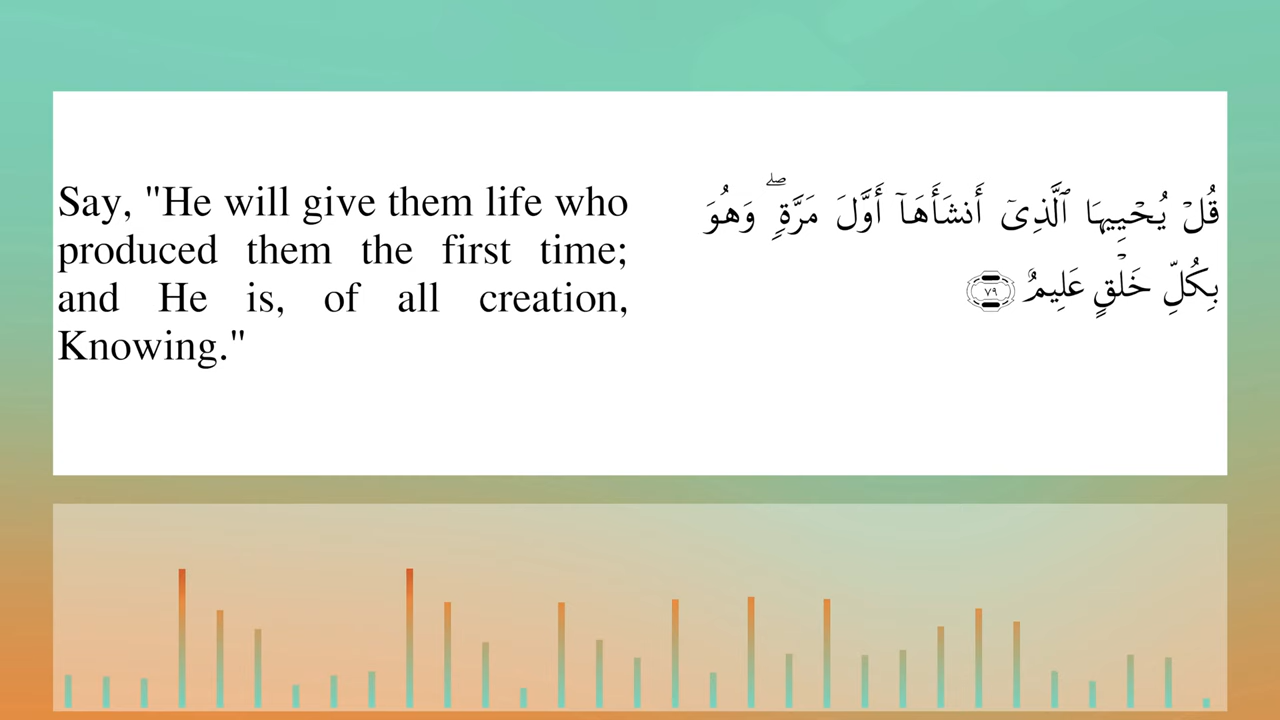 Say, "He will give them life who
produced them the first time;
and He is, of all creation,
Knowing."
قُلۡ يُحۡيِيهَا ٱلَّذِيٓ أَنشَأَهَآ أَوَّلَ مَرَّةٖۖ وَهُوَ
بِكُلِّ خَلۡقٍ عَلِيمٌ ٧٩